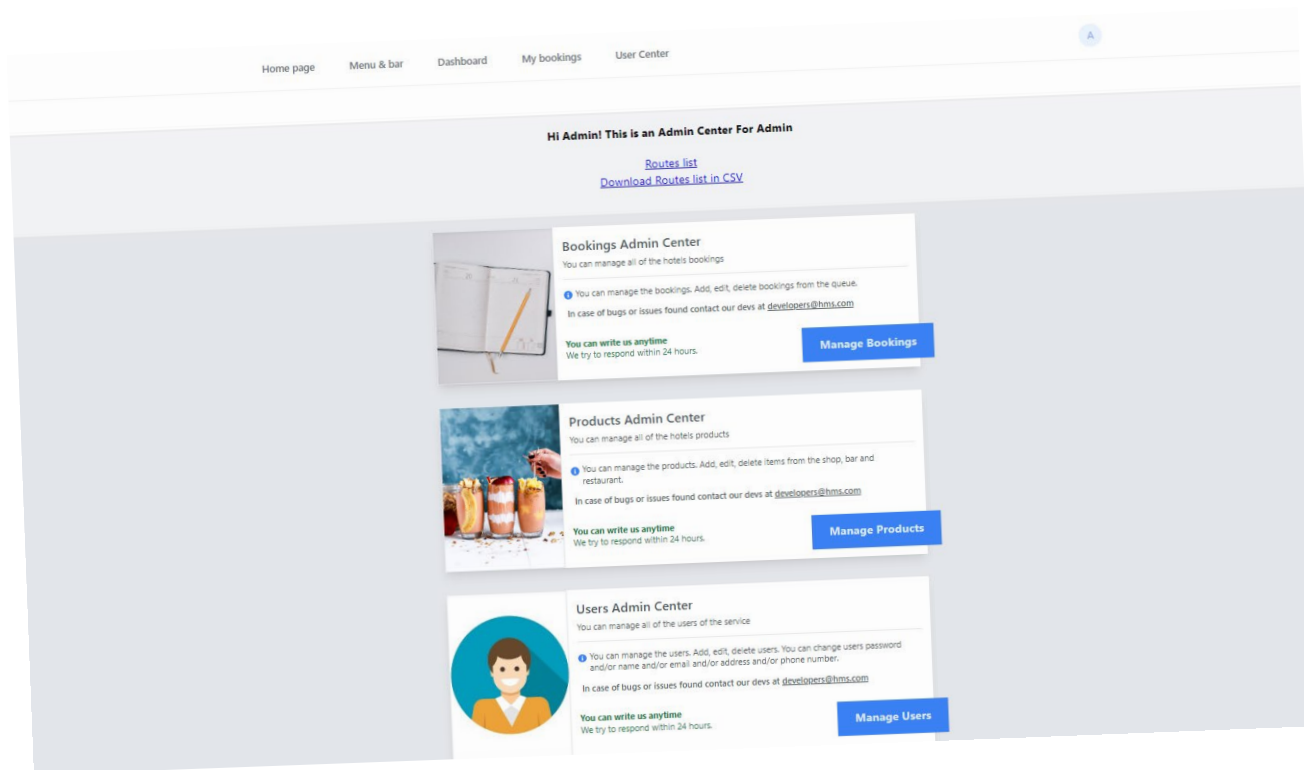 Home page
Menu & bar
Dashboard
My bookings
User Center
A
Hi Admin! This is an Admin Center For Admin
Routes list
Download Routes list in CSV
Bookings Admin Center
You can manage all of the hotels bookings
You can manage the bookings. Add, edit, delete bookings from the queue.
In case of bugs or issues found contact our devs at developers@hms.com
You can write us anytime
We try to respond within 24 hours.
Manage Bookings
Products Admin Center
You can manage all of the hotels products
You can manage the products. Add, edit, delete items from the shop, bar and
restaurant.
In case of bugs or issues found contact our devs at developers@hms.com
You can write us anytime
We try to respond within 24 hours.
Manage Products
Users Admin Center
You can manage all of the users of the service
You can manage the users. Add, edit, delete users. You can change users password
and/or name and/or email and/or address and/or phone number.
In case of bugs or issues found contact our devs at developers@hms.com
You can write us anytime
We try to respond within 24 hours.
Manage Users